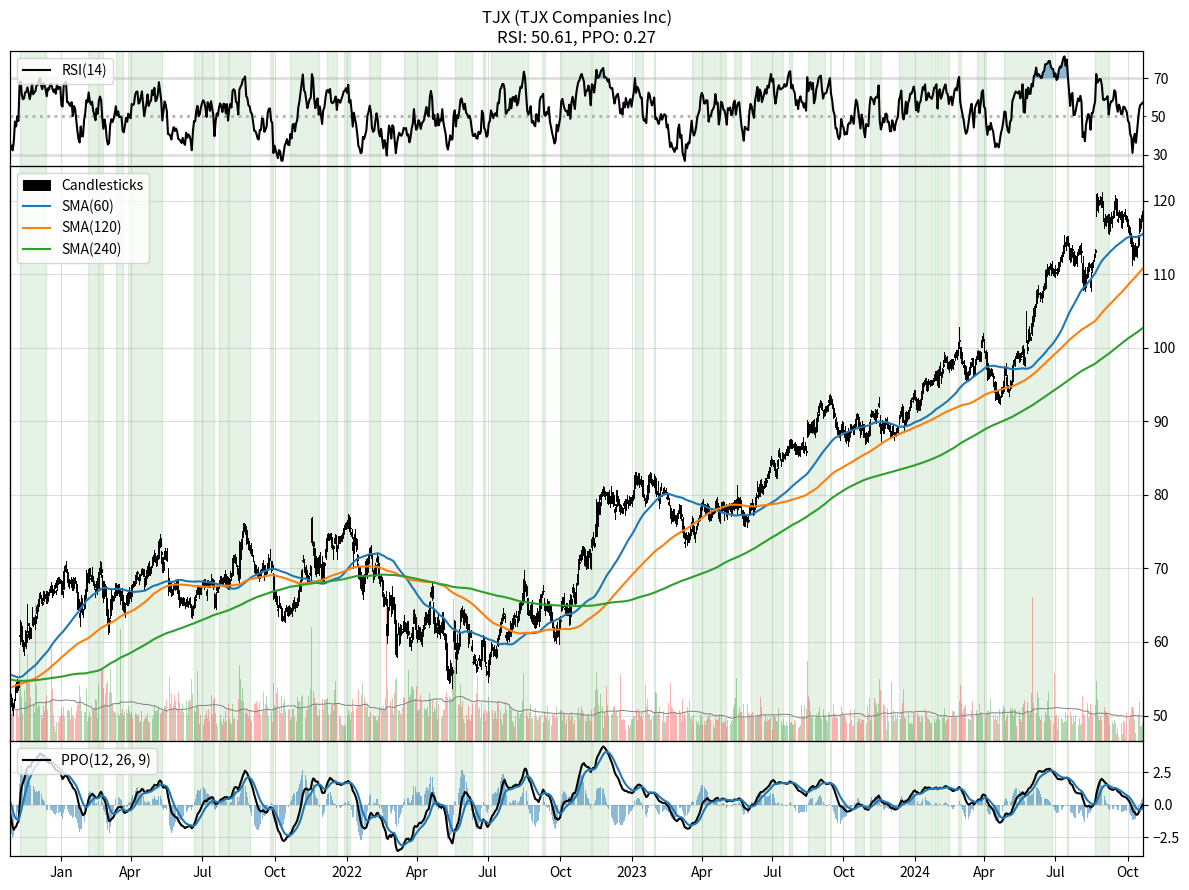 TJX (TJX Companies Inc)
RSI: 50.61, PPO: 0.27
RSI(14)
70
50
30
Candlesticks
SMA(60)
SMA(120)
SMA(240)
120
110
100
90
80
70
60
50
PPO(12, 26, 9)
2.5
0.0
−2.5
Jan Apr Jul Oct 2022 Apr Jul Oct 2023 Apr Jul Oct 2024 Apr Jul Oct